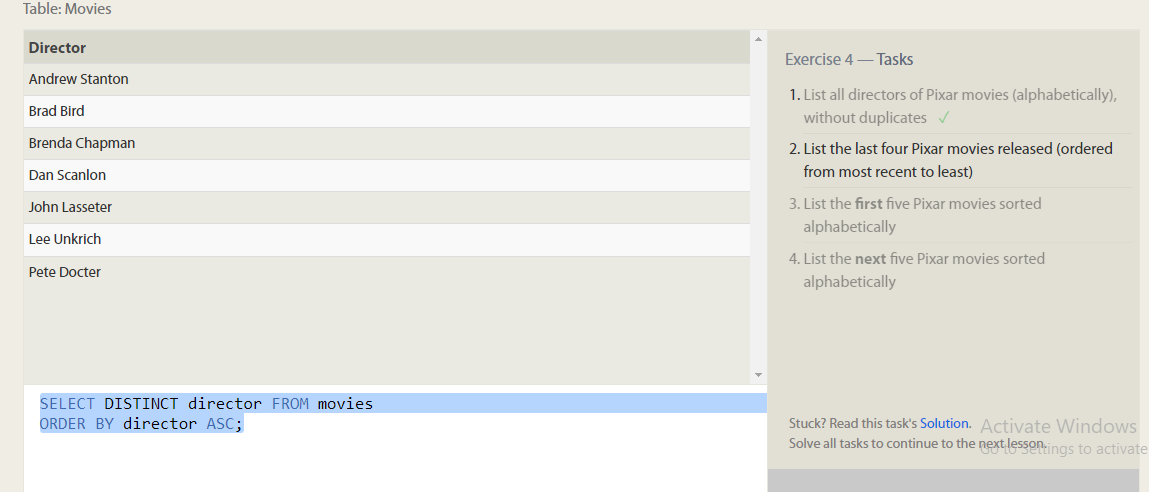 Table: Movies
Director
Andrew Stanton
Brad Bird
Brenda Chapman
Dan Scanlon
John Lasseter
Lee Unkrich
Pete Docter
SELECT DISTINCT director FROM movies
ORDER BY director ASC;
Exercise 4 — Tasks
1. List all directors of Pixar movies (alphabetically),
without duplicates ✓
2. List the last four Pixar movies released (ordered
from most recent to least)
3. List the first five Pixar movies sorted
alphabetically
4. List the next five Pixar movies sorted
alphabetically
Stuck? Read this task's Solution.
Solve all tasks to continue to the next lesson.
Activate Windows
Go to Settings to activate